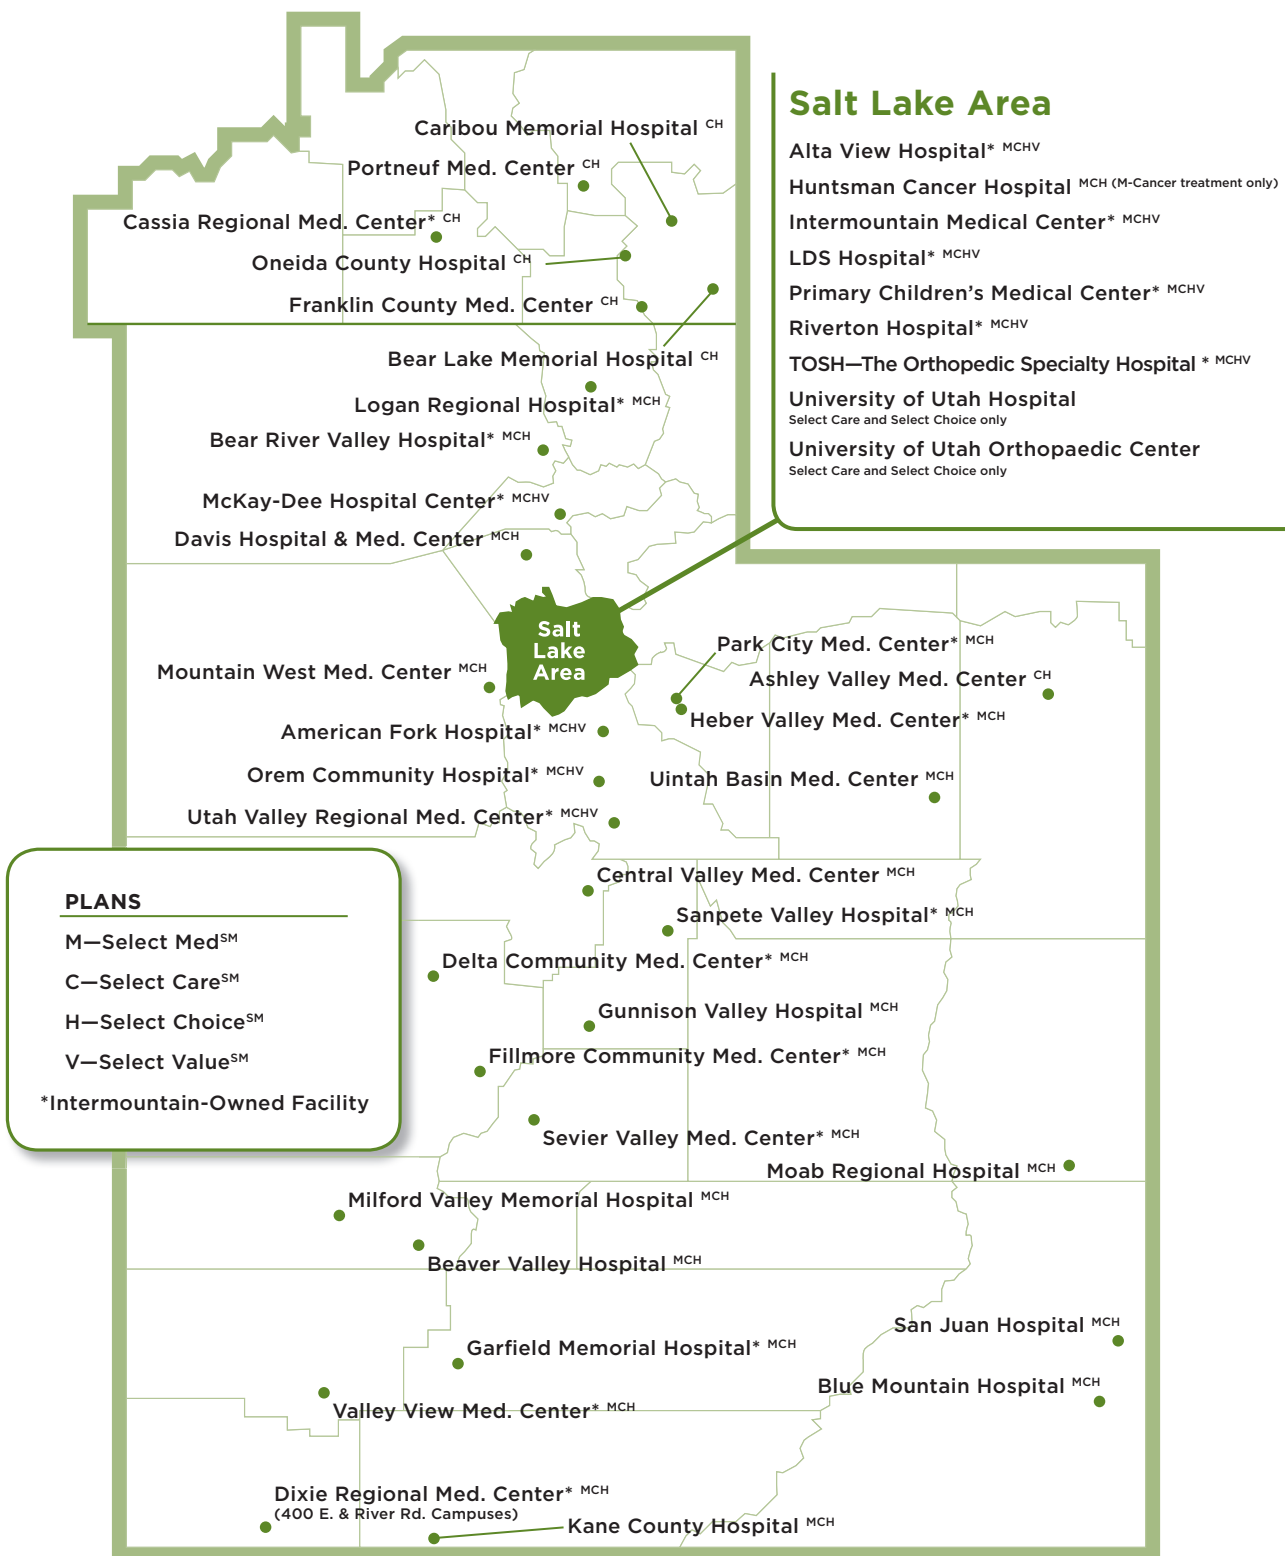 Salt Lake Area
Alta View Hospital* MCHV
Huntsman Cancer Hospital MCH (M-Cancer treatment only)
Intermountain Medical Center* MCHV
LDS Hospital* MCHV
Primary Children’s Medical Center* MCHV
Riverton Hospital* MCHV
TOSH—The Orthopedic Specialty Hospital * MCHV
University of Utah Hospital
Select Care and Select Choice only
University of Utah Orthopaedic Center
Select Care and Select Choice only
Caribou Memorial Hospital CH
Portneuf Med. Center CH
Cassia Regional Med. Center* CH
Oneida County Hospital CH
Franklin County Med. Center CH
Bear Lake Memorial Hospital CH
Logan Regional Hospital* MCH
Bear River Valley Hospital* MCH
McKay-Dee Hospital Center* MCHV
Davis Hospital & Med. Center MCH
Salt
Lake
Area
Park City Med. Center* MCH
Mountain West Med. Center MCH
Ashley Valley Med. Center CH
Heber Valley Med. Center* MCH
American Fork Hospital* MCHV
Orem Community Hospital* MCHV
Uintah Basin Med. Center MCH
Utah Valley Regional Med. Center* MCHV
Central Valley Med. Center MCH
Sanpete Valley Hospital* MCH
Delta Community Med. Center* MCH
Gunnison Valley Hospital MCH
Fillmore Community Med. Center* MCH
Sevier Valley Med. Center* MCH
Moab Regional Hospital MCH
Milford Valley Memorial Hospital MCH
Beaver Valley Hospital MCH
San Juan Hospital MCH
Garfield Memorial Hospital* MCH
Blue Mountain Hospital MCH
Valley View Med. Center* MCH
Dixie Regional Med. Center* MCH
(400 E. & River Rd. Campuses)
Kane County Hospital MCH
PLANS
M—Select MedSM
C—Select CareSM
H—Select ChoiceSM
V—Select ValueSM
*Intermountain-Owned Facility